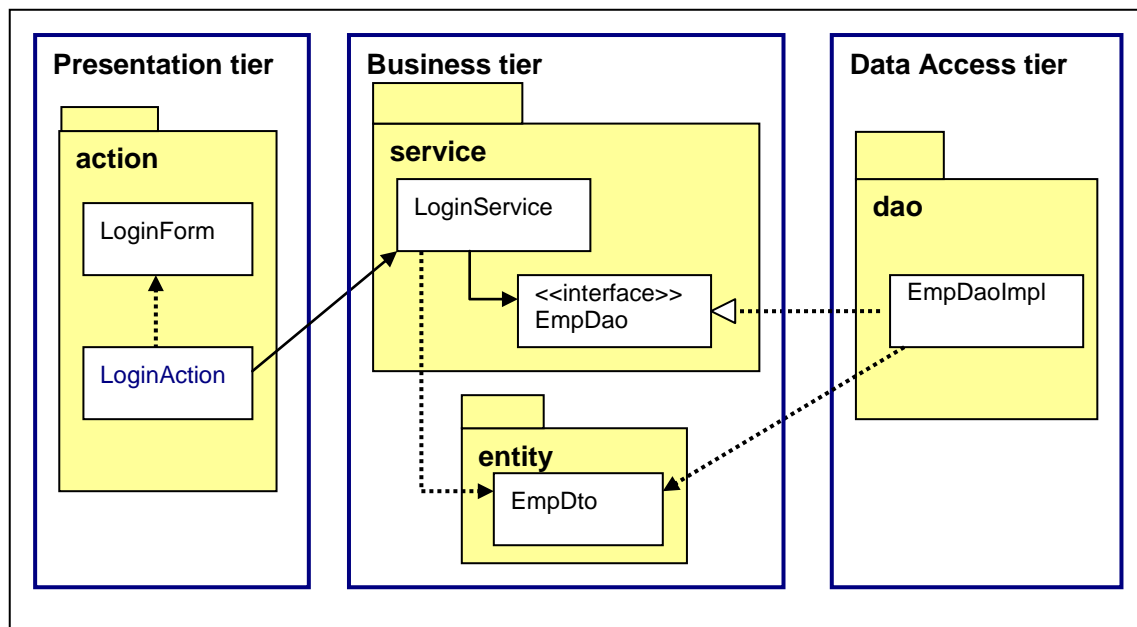 Presentation tier
action
LoginForm
LoginAction
Business tier
service
LoginService
<<interface>>
EmpDao
entity
EmpDto
Data Access tier
dao
EmpDaoImpl